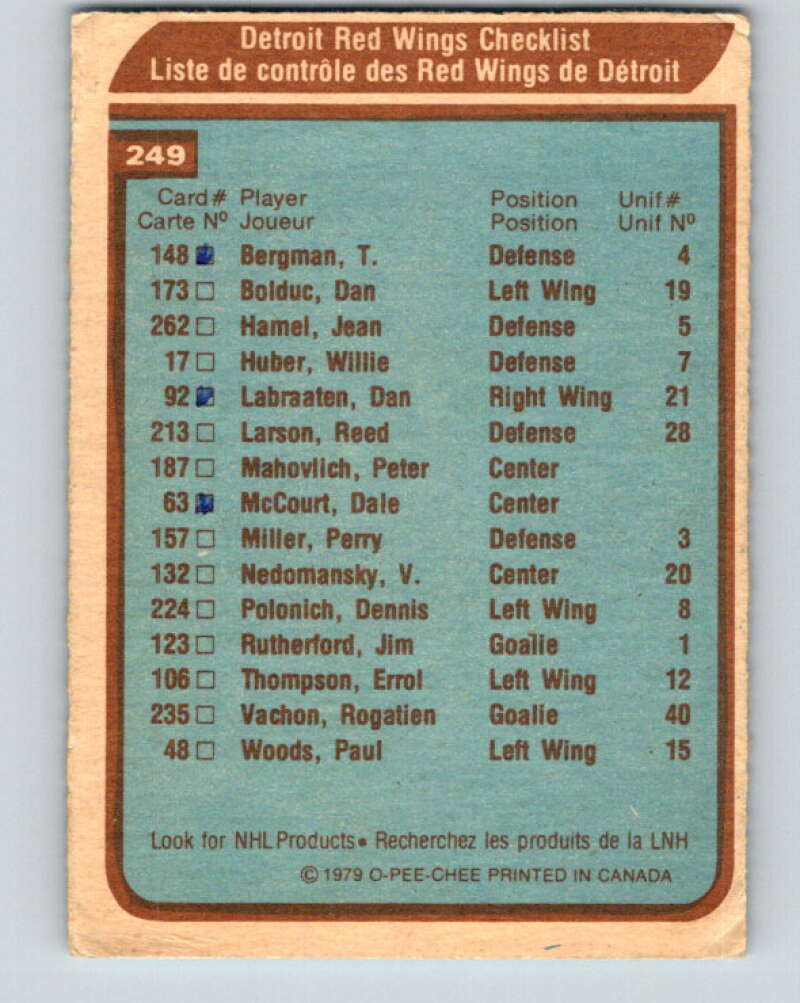 Detroit Red Wings Checklist
Liste de contrôle des Red Wings de Détroit
249
Card # Player Position Unif #
Carte Nº Joueur Position Unif Nº
148 Bergman, T. Defense 4
173 Bolduc, Dan Left Wing 19
262 Hamel, Jean Defense 5
17 Huber, Willie Defense 7
92 Labraaten, Dan Right Wing 21
213 Larson, Reed Defense 28
187 Mahovlich, Peter Center
63 McCourt, Dale Center
157 Miller, Perry Defense 3
132 Nedomansky, V. Center 20
224 Polonich, Dennis Left Wing 8
123 Rutherford, Jim Goalie 1
106 Thompson, Errol Left Wing 12
235 Vachon, Rogatien Goalie 40
48 Woods, Paul Left Wing 15
Look for NHL Products• Recherchez les produits de la LNH
© 1979 O-PEE-CHEE PRINTED IN CANADA